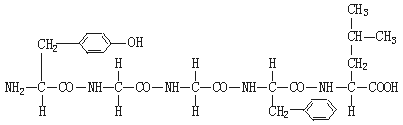 CH₃
CH—CH₃
CH₂—OH
H H H CH₂
NH₂—C—CO—NH—C—CO—NH—C—CO—NH—C—CO—NH—C—COOH
H H H CH₂ H